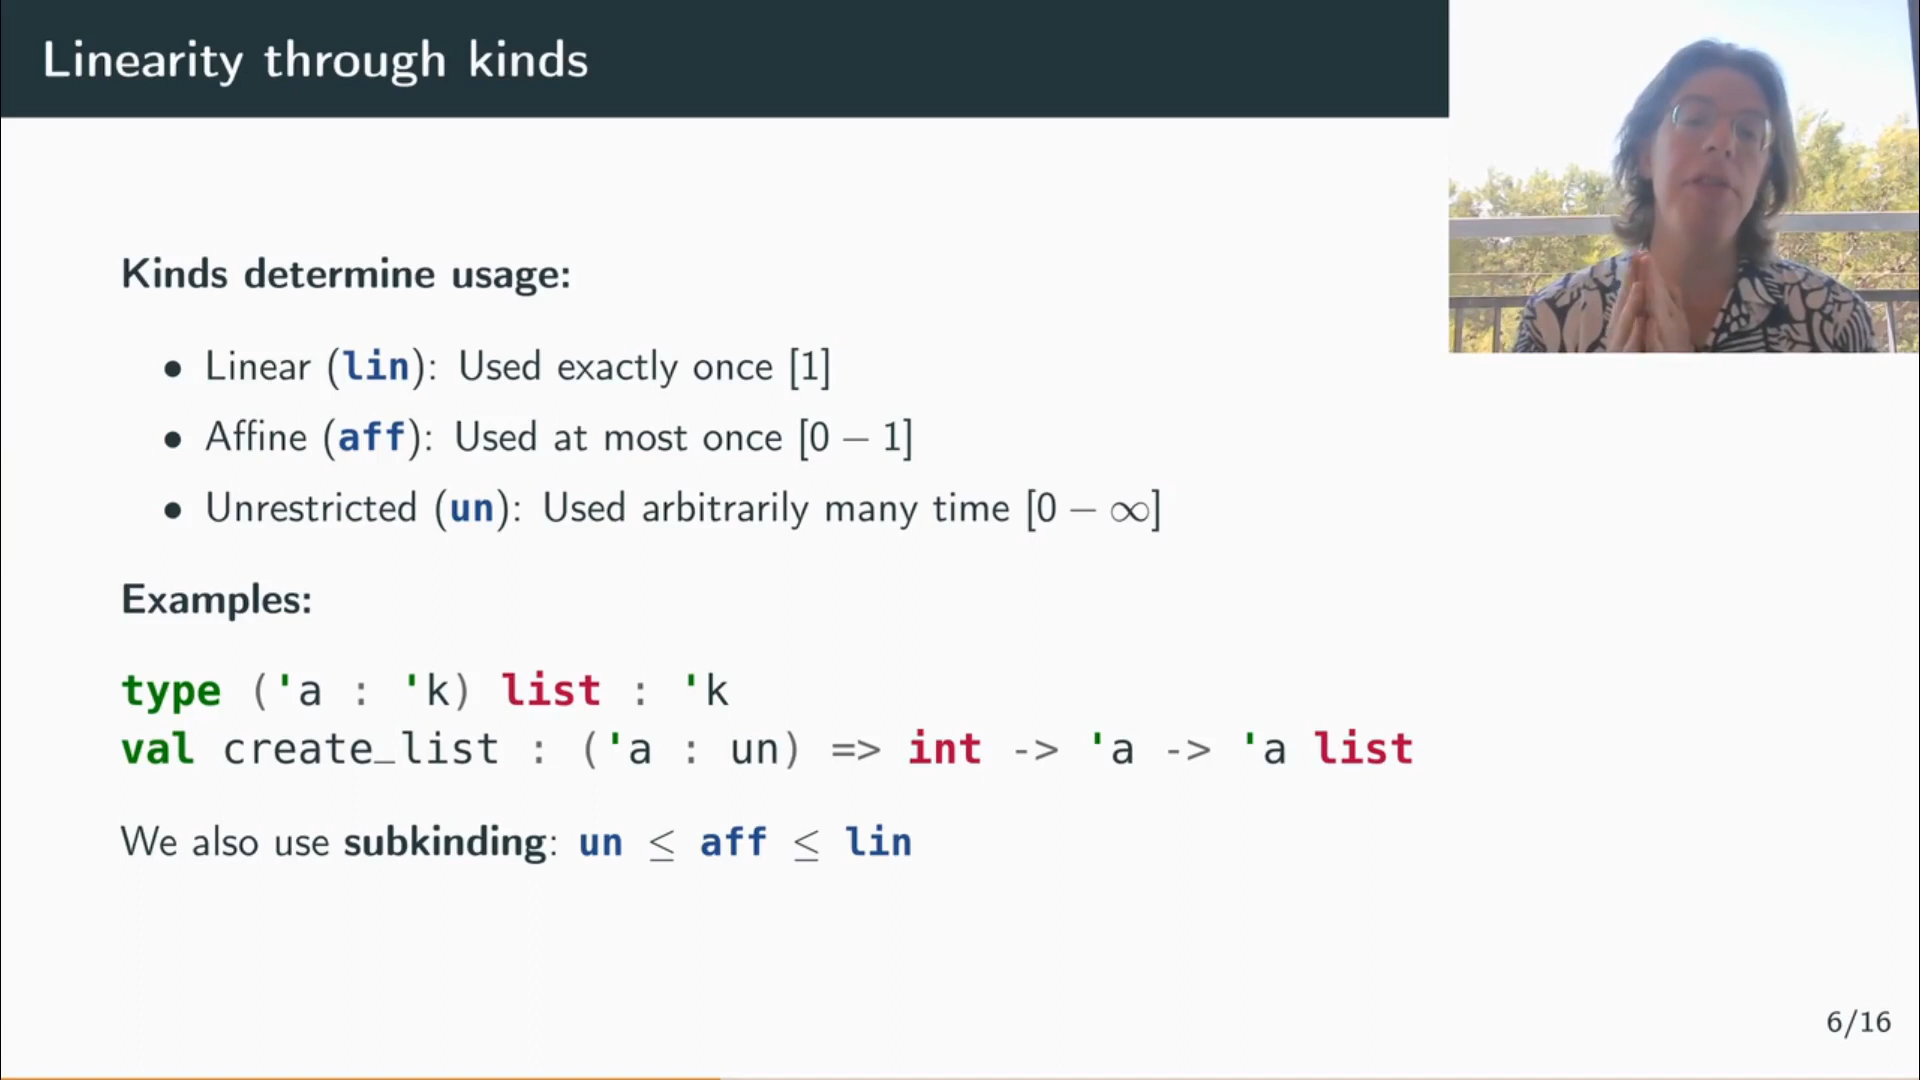 Linearity through kinds
Kinds determine usage:
• Linear (lin): Used exactly once [1]
• Affine (aff): Used at most once [0 − 1]
• Unrestricted (un): Used arbitrarily many time [0 − ∞]
Examples:
type ('a : 'k) list : 'k
val create_list : ('a : un) => int -> 'a -> 'a list
We also use subkinding: un ≤ aff ≤ lin
6/16